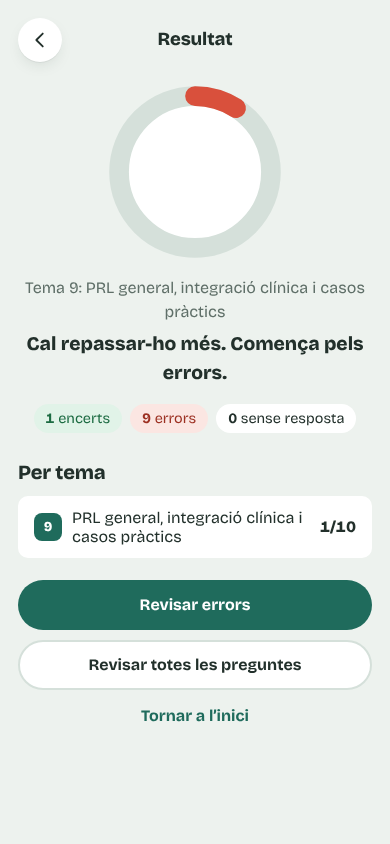 Resultat
Tema 9: PRL general, integració clínica i casos
pràctics
Cal repassar-ho més. Comença pels
errors.
1 encerts
9 errors
0 sense resposta
Per tema
9
PRL general, integració clínica i
casos pràctics
1/10
Revisar errors
Revisar totes les preguntes
Tornar a l’inici